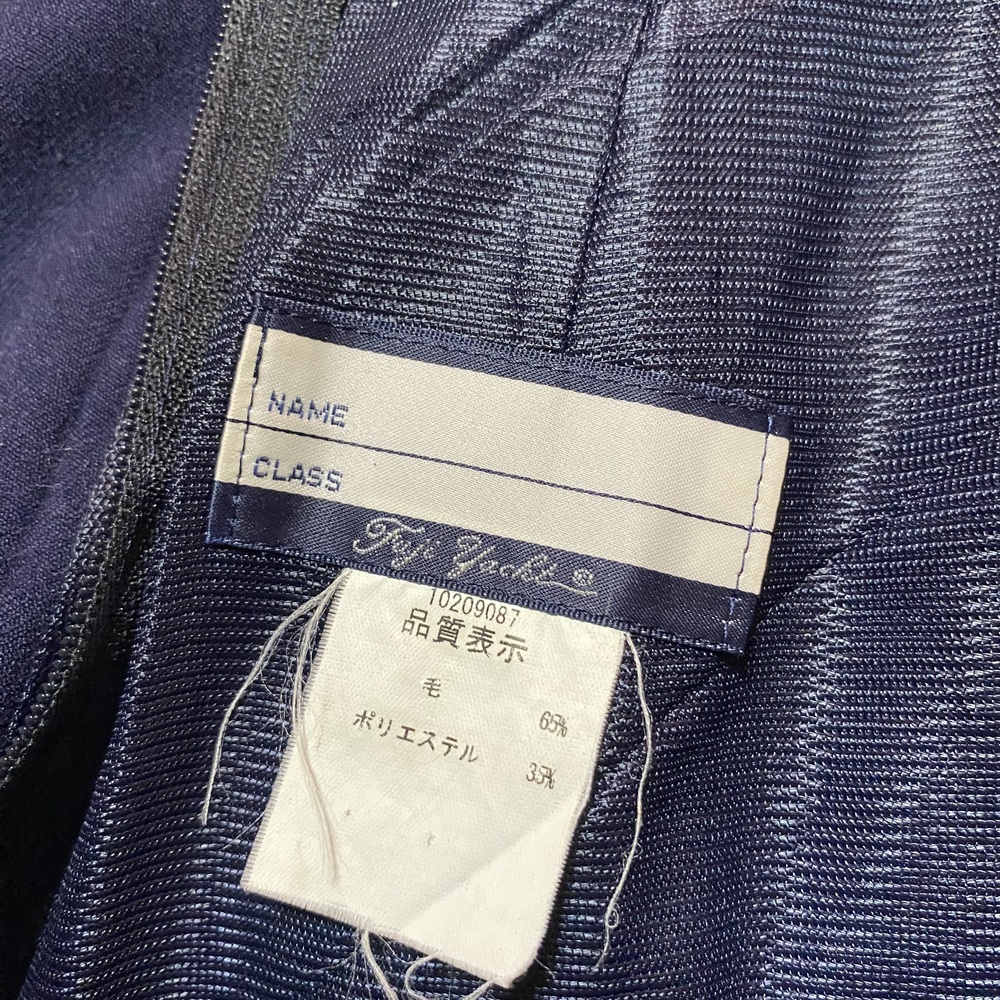 NAME
CLASS
Fuji Yacht ®
10209087
品質表示
毛 65%
ポリエステル 35%